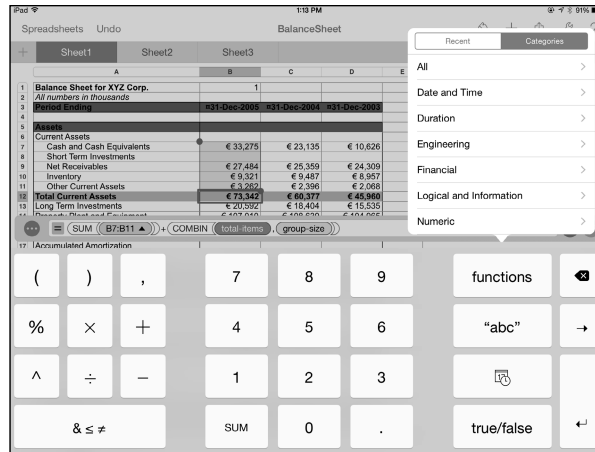 iPad 1:13 PM 91%
Spreadsheets Undo BalanceSheet
Recent Categories
Sheet1 Sheet2 Sheet3
All
Date and Time
Duration
Engineering
Financial
Logical and Information
Numeric
A B C D E
1 Balance Sheet for XYZ Corp. 1
2 All numbers in thousands
3 Period Ending ¤31-Dec-2005 ¤31-Dec-2004 ¤31-Dec-2003
4
5 Assets
6 Current Assets
7 Cash and Cash Equivalents € 33,275 € 23,135 € 10,626
8 Short Term Investments
9 Net Receivables € 27,484 € 25,359 € 24,309
10 Inventory € 9,321 € 9,487 € 8,957
11 Other Current Assets € 3,262 € 2,396 € 2,068
12 Total Current Assets € 73,342 € 60,377 € 45,960
13 Long Term Investments € 20,592 € 18,404 € 15,535
= SUM ( B7:B11 ▲ ) + COMBIN ( total-items , group-size )
17 Accumulated Amortization
( ) , 7 8 9 functions
% × + 4 5 6 “abc” →
^ ÷ − 1 2 3
& ≤ ≠ SUM 0 . true/false ↵